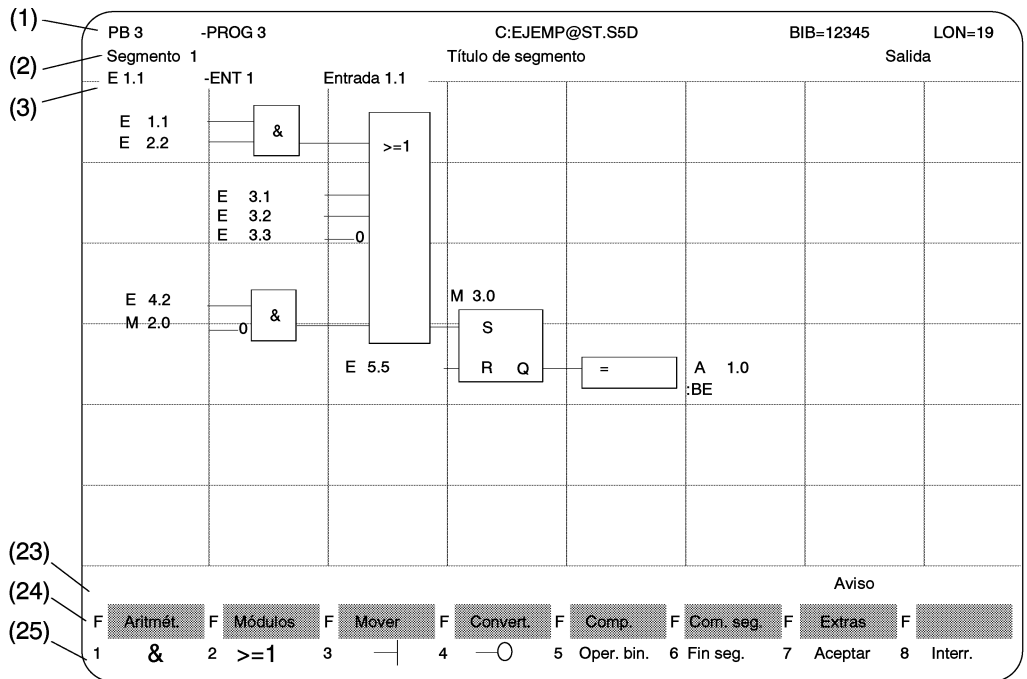 (1) PB 3 -PROG 3 C:EJEMP@ST.S5D BIB=12345 LON=19
(2) Segmento 1 Título de segmento Salida
(3) E 1.1 -ENT 1 Entrada 1.1
E 1.1
E 2.2
&
>=1
E 3.1
E 3.2
E 3.3 0
E 4.2
M 2.0 0
&
M 3.0
S
E 5.5 R Q = A 1.0
:BE
(23) Aviso
(24) F Aritmét. F Módulos F Mover F Convert. F Comp. F Com. seg. F Extras F
(25) 1 & 2 >=1 3 4 5 Oper. bin. 6 Fin seg. 7 Aceptar 8 Interr.